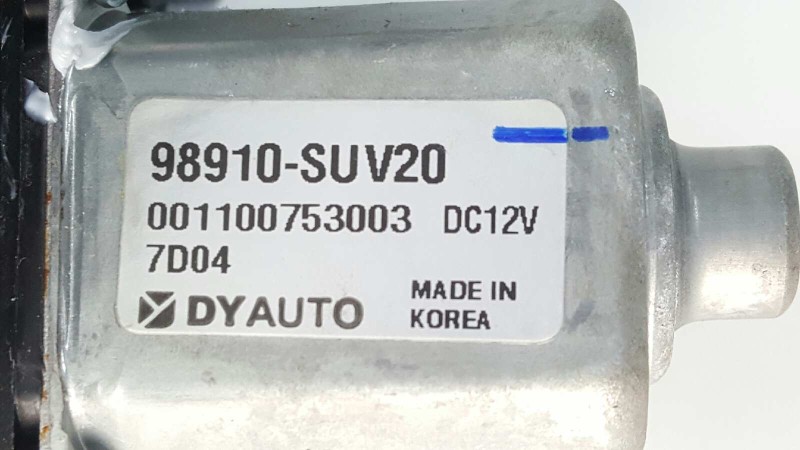 98910-SUV20
001100753003 DC12V
7D04
DYAUTO
MADE IN
KOREA